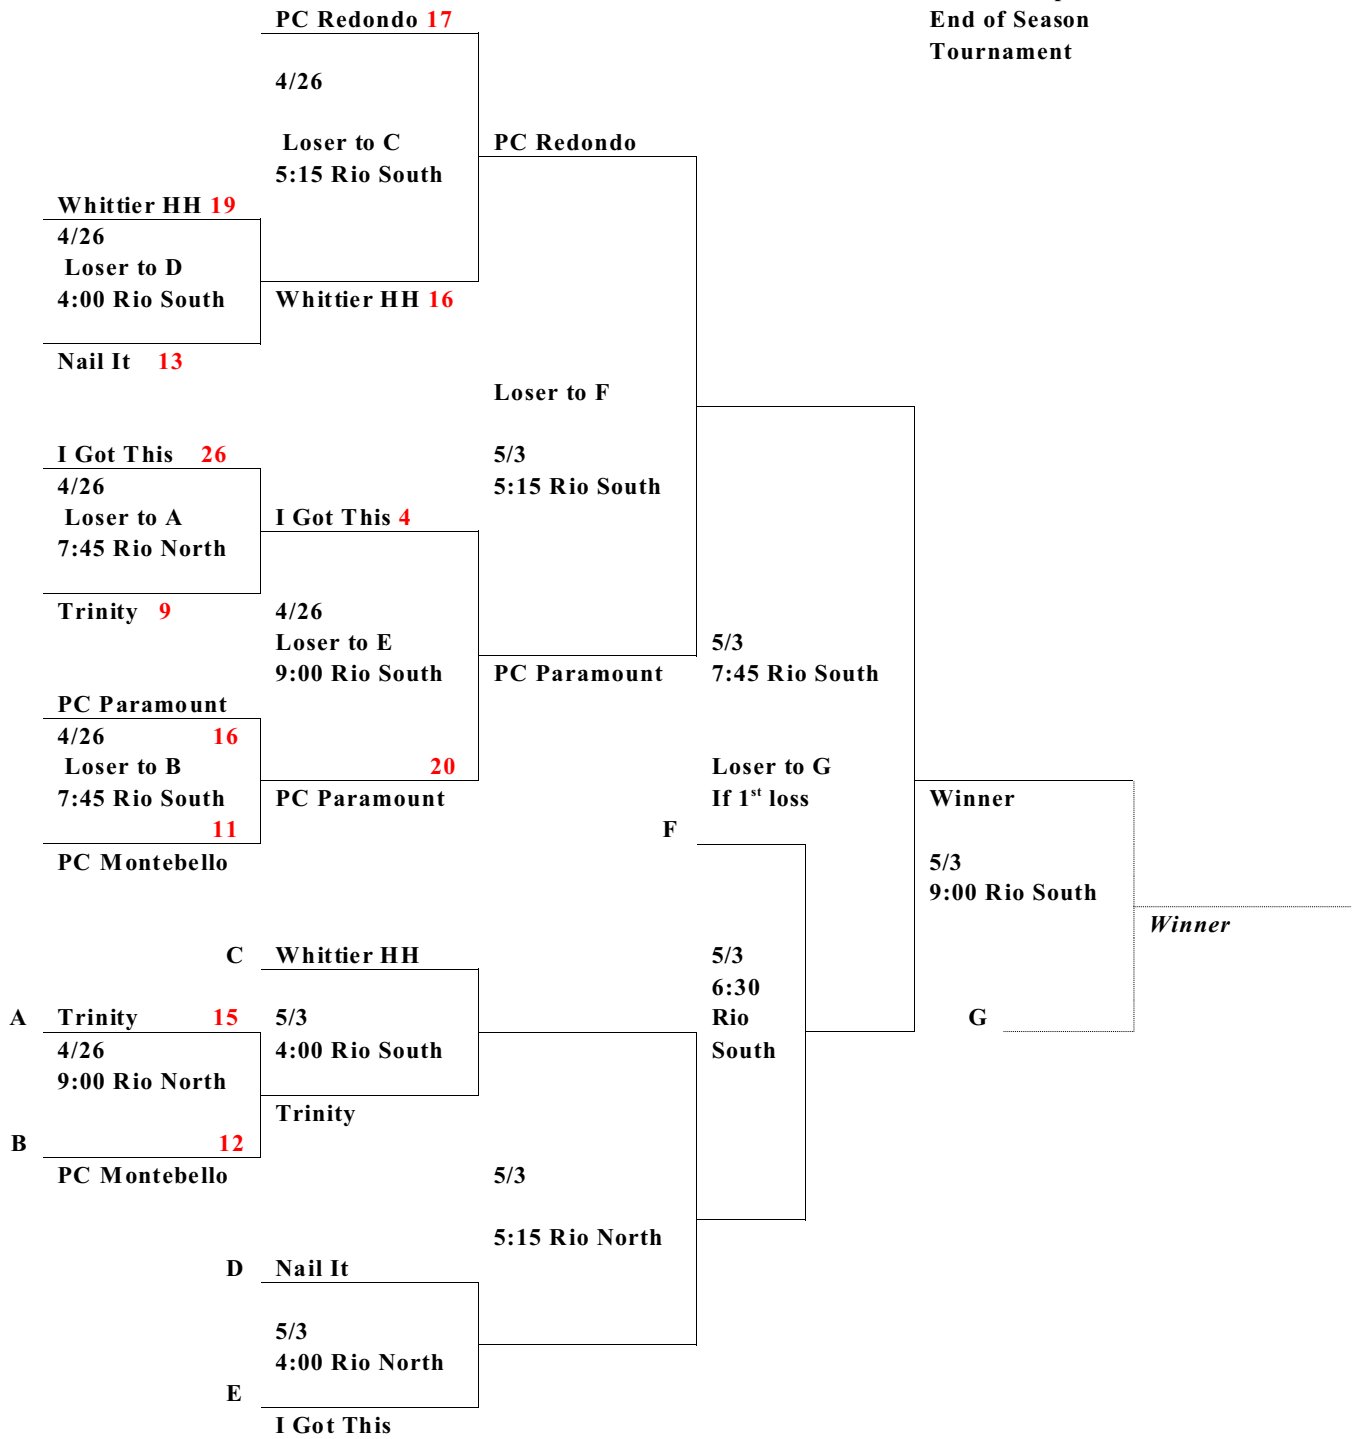 PC Redondo 17
End of Season
Tournament
4/26
Loser to C
5:15 Rio South
PC Redondo
Whittier HH 19
4/26
Loser to D
4:00 Rio South
Whittier HH 16
Nail It 13
Loser to F
5/3
5:15 Rio South
I Got This 26
4/26
Loser to A
7:45 Rio North
I Got This 4
Trinity 9
4/26
Loser to E
9:00 Rio South
PC Paramount
5/3
7:45 Rio South
PC Paramount
4/26 16
Loser to B
7:45 Rio South
11
PC Montebello
20
PC Paramount
Loser to G
If 1st loss
F
Winner
5/3
9:00 Rio South
Winner
C Whittier HH
5/3
6:30
Rio
South
G
A Trinity 15
4/26
9:00 Rio North
5/3
4:00 Rio South
Trinity
B 12
PC Montebello
5/3
5:15 Rio North
D Nail It
5/3
4:00 Rio North
E
I Got This